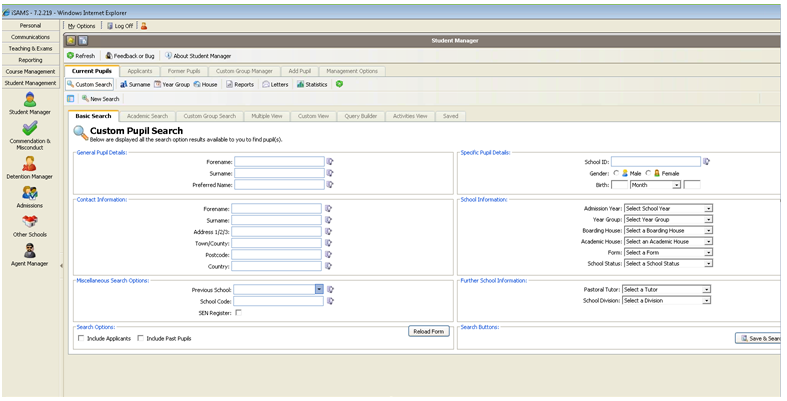 iSAMS - 7.2.219 - Windows Internet Explorer
Personal
Communications
Teaching & Exams
Reporting
Course Management
Student Management
Student Manager
Commendation & Misconduct
Detention Manager
Admissions
Other Schools
Agent Manager
My Options Log Off
Student Manager
Refresh Feedback or Bug About Student Manager
Current Pupils Applicants Former Pupils Custom Group Manager Add Pupil Management Options
Custom Search Surname Year Group House Reports Letters Statistics
New Search
Basic Search Academic Search Custom Group Search Multiple View Custom View Query Builder Activities View Saved
Custom Pupil Search
Below are displayed all the search option results available to you to find pupil(s).
General Pupil Details:
Forename:
Surname:
Preferred Name:
Specific Pupil Details:
School ID:
Gender: Male Female
Birth: Month
Contact Information:
Forename:
Surname:
Address 1/2/3:
Town/County:
Postcode:
Country:
School Information:
Admission Year: Select School Year
Year Group: Select Year Group
Boarding House: Select a Boarding House
Academic House: Select an Academic House
Form: Select a Form
School Status: Select a School Status
Miscellaneous Search Options:
Previous School:
School Code:
SEN Register:
Further School Information:
Pastoral Tutor: Select a Tutor
School Division: Select a Division
Search Options:
Include Applicants Include Past Pupils
Reload Form
Search Buttons:
Save & Sear